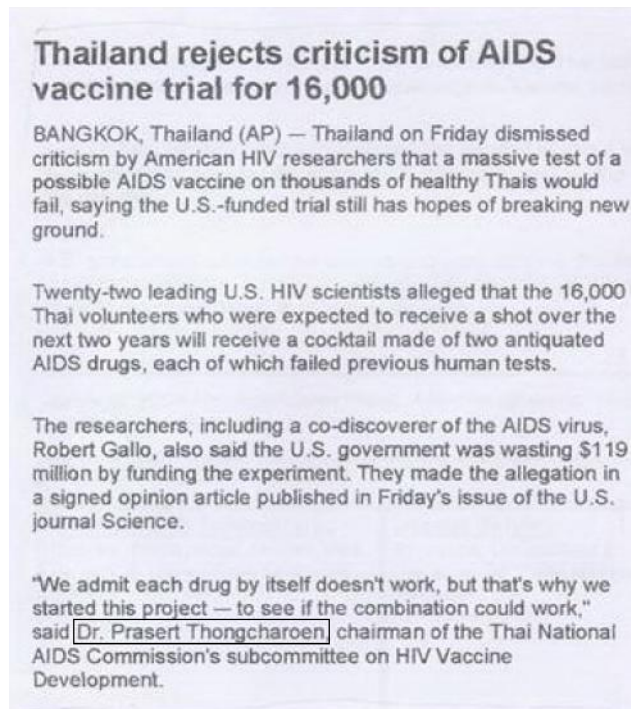 Thailand rejects criticism of AIDS
vaccine trial for 16,000
BANGKOK, Thailand (AP) — Thailand on Friday dismissed
criticism by American HIV researchers that a massive test of a
possible AIDS vaccine on thousands of healthy Thais would
fail, saying the U.S.-funded trial still has hopes of breaking new
ground.
Twenty-two leading U.S. HIV scientists alleged that the 16,000
Thai volunteers who were expected to receive a shot over the
next two years will receive a cocktail made of two antiquated
AIDS drugs, each of which failed previous human tests.
The researchers, including a co-discoverer of the AIDS virus,
Robert Gallo, also said the U.S. government was wasting $119
million by funding the experiment. They made the allegation in
a signed opinion article published in Friday's issue of the U.S.
journal Science.
"We admit each drug by itself doesn't work, but that's why we
started this project — to see if the combination could work,"
said Dr. Prasert Thongcharoen, chairman of the Thai National
AIDS Commission's subcommittee on HIV Vaccine
Development.